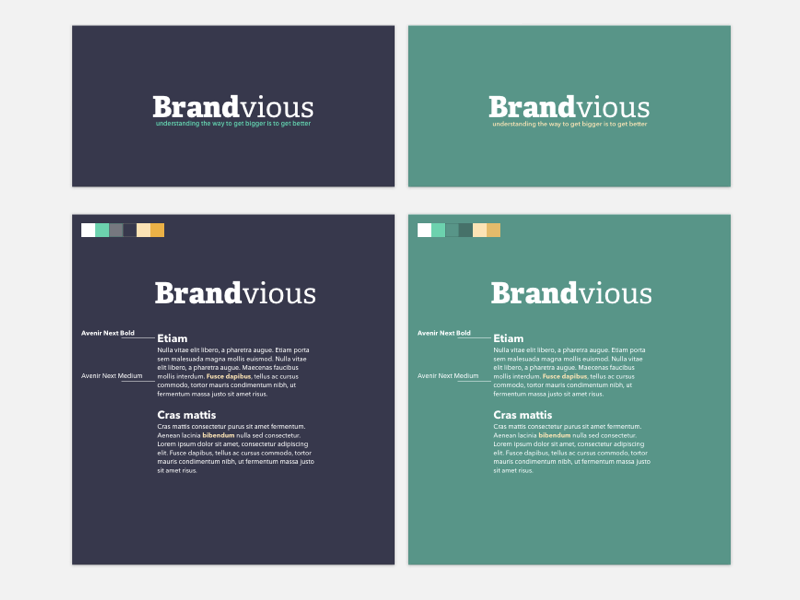 Brandvious
understanding the way to get bigger is to get better
Brandvious
understanding the way to get bigger is to get better
Brandvious
Avenir Next Bold
Etiam
Nulla vitae elit libero, a pharetra augue. Etiam porta
sem malesuada magna mollis euismod. Nulla vitae
elit libero, a pharetra augue. Maecenas faucibus
mollis interdum. Fusce dapibus, tellus ac cursus
commodo, tortor mauris condimentum nibh, ut
fermentum massa justo sit amet risus.
Avenir Next Medium
Cras mattis
Cras mattis consectetur purus sit amet fermentum.
Aenean lacinia bibendum nulla sed consectetur.
Lorem ipsum dolor sit amet, consectetur adipiscing
elit. Fusce dapibus, tellus ac cursus commodo, tortor
mauris condimentum nibh, ut fermentum massa justo
sit amet risus.
Brandvious
Avenir Next Bold
Etiam
Nulla vitae elit libero, a pharetra augue. Etiam porta
sem malesuada magna mollis euismod. Nulla vitae
elit libero, a pharetra augue. Maecenas faucibus
mollis interdum. Fusce dapibus, tellus ac cursus
commodo, tortor mauris condimentum nibh, ut
fermentum massa justo sit amet risus.
Avenir Next Medium
Cras mattis
Cras mattis consectetur purus sit amet fermentum.
Aenean lacinia bibendum nulla sed consectetur.
Lorem ipsum dolor sit amet, consectetur adipiscing
elit. Fusce dapibus, tellus ac cursus commodo, tortor
mauris condimentum nibh, ut fermentum massa justo
sit amet risus.